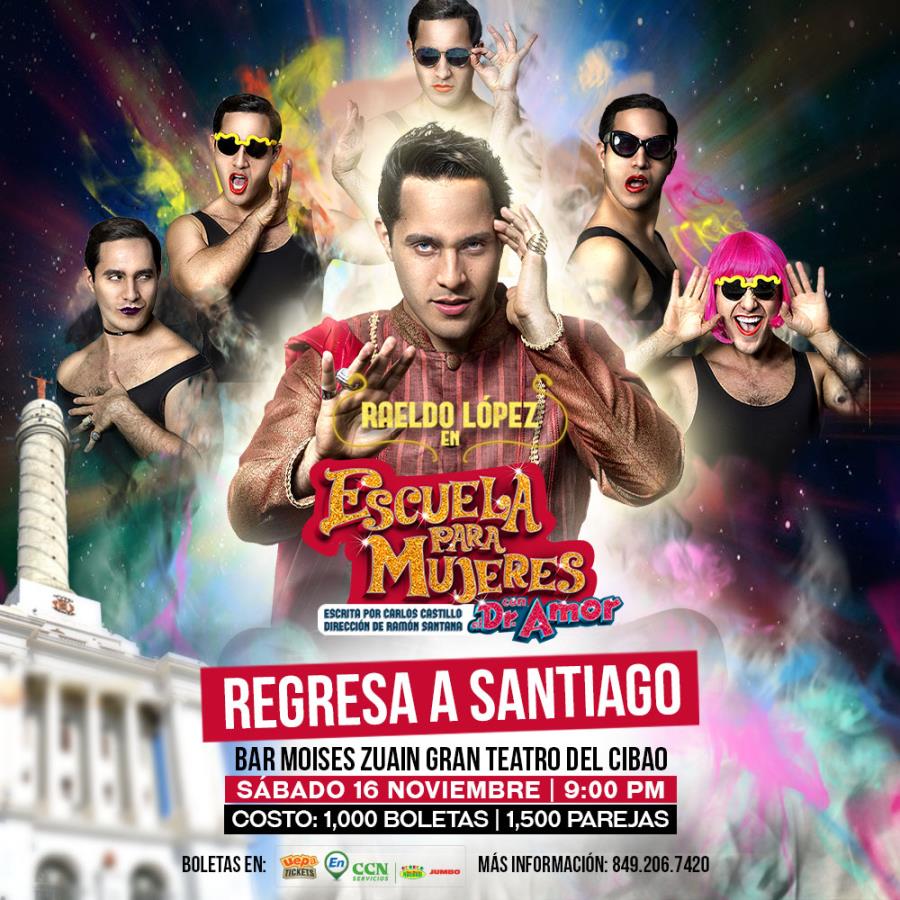 RAELDO LÓPEZ
EN
ESCUELA
PARA
MUJERES
con
el Dr Amor
ESCRITA POR CARLOS CASTILLO
DIRECCIÓN DE RAMÓN SANTANA
REGRESA A SANTIAGO
BAR MOISES ZUAIN GRAN TEATRO DEL CIBAO
SÁBADO 16 NOVIEMBRE | 9:00 PM
COSTO: 1,000 BOLETAS | 1,500 PAREJAS
BOLETAS EN: uepa TICKETS En CCN SERVICIOS JUMBO MÁS INFORMACIÓN: 849.206.7420